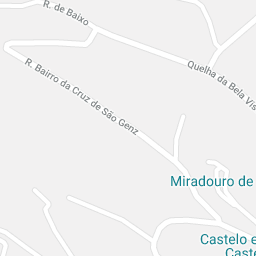 R. de Baixo
Quelha da Bela Vis
R. Bairro da Cruz de São Genz
Miradouro de
Castelo e
Caste